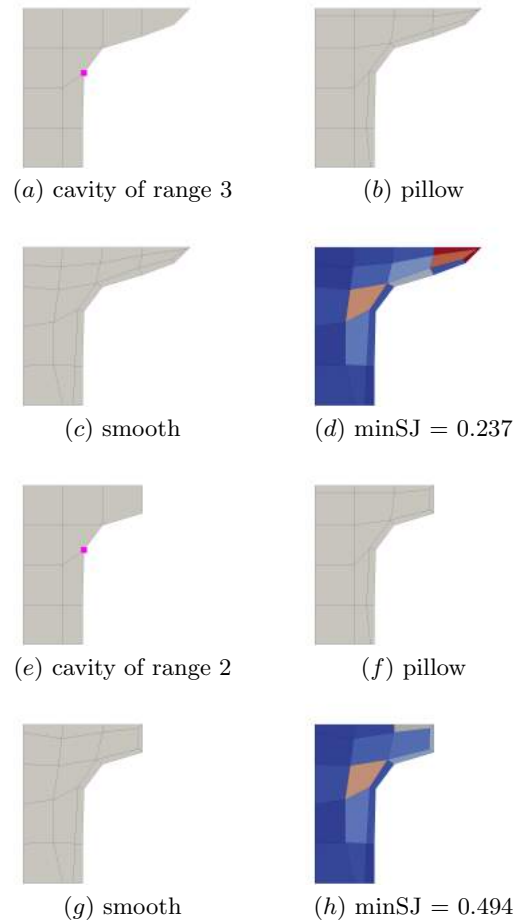 (a) cavity of range 3
(b) pillow
(c) smooth
(d) minSJ = 0.237
(e) cavity of range 2
(f) pillow
(g) smooth
(h) minSJ = 0.494